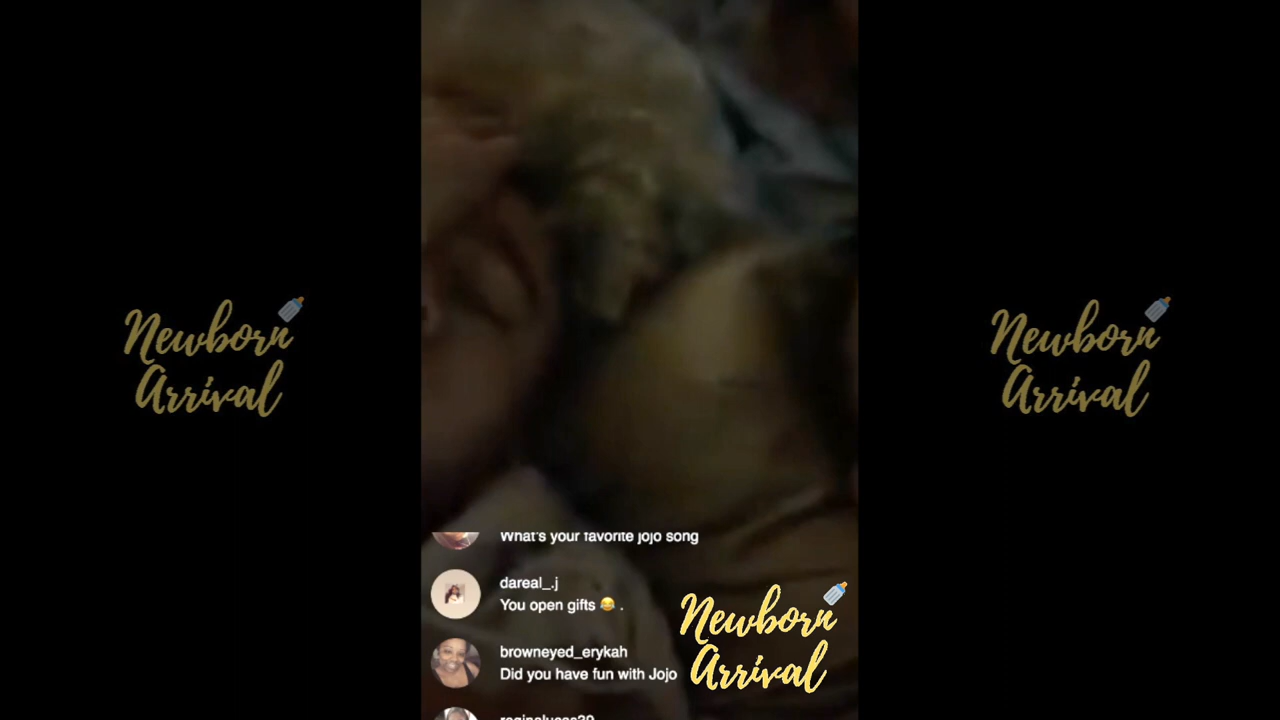 Newborn
Arrival
What's your favorite jojo song
dareal_.j
You open gifts 😂 .
browneyed_erykah
Did you have fun with Jojo
Newborn
Arrival
Newborn
Arrival